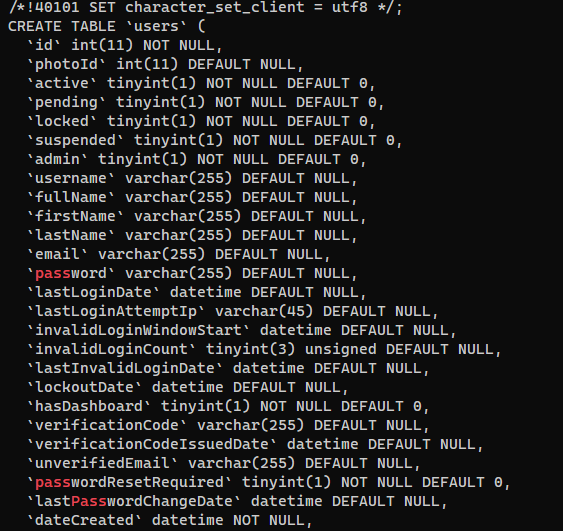 /*!40101 SET character_set_client = utf8 */;
CREATE TABLE `users` (
  `id` int(11) NOT NULL,
  `photoId` int(11) DEFAULT NULL,
  `active` tinyint(1) NOT NULL DEFAULT 0,
  `pending` tinyint(1) NOT NULL DEFAULT 0,
  `locked` tinyint(1) NOT NULL DEFAULT 0,
  `suspended` tinyint(1) NOT NULL DEFAULT 0,
  `admin` tinyint(1) NOT NULL DEFAULT 0,
  `username` varchar(255) DEFAULT NULL,
  `fullName` varchar(255) DEFAULT NULL,
  `firstName` varchar(255) DEFAULT NULL,
  `lastName` varchar(255) DEFAULT NULL,
  `email` varchar(255) DEFAULT NULL,
  `password` varchar(255) DEFAULT NULL,
  `lastLoginDate` datetime DEFAULT NULL,
  `lastLoginAttemptIp` varchar(45) DEFAULT NULL,
  `invalidLoginWindowStart` datetime DEFAULT NULL,
  `invalidLoginCount` tinyint(3) unsigned DEFAULT NULL,
  `lastInvalidLoginDate` datetime DEFAULT NULL,
  `lockoutDate` datetime DEFAULT NULL,
  `hasDashboard` tinyint(1) NOT NULL DEFAULT 0,
  `verificationCode` varchar(255) DEFAULT NULL,
  `verificationCodeIssuedDate` datetime DEFAULT NULL,
  `unverifiedEmail` varchar(255) DEFAULT NULL,
  `passwordResetRequired` tinyint(1) NOT NULL DEFAULT 0,
  `lastPasswordChangeDate` datetime DEFAULT NULL,
  `dateCreated` datetime NOT NULL,